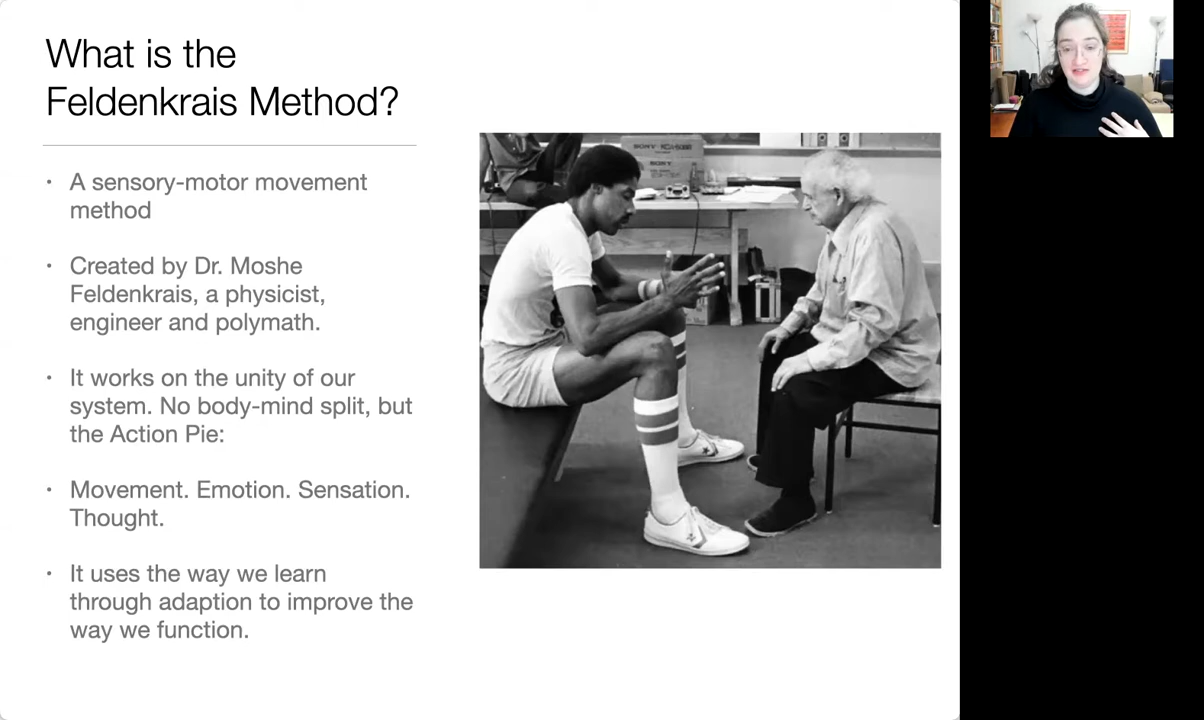 What is the
Feldenkrais Method?
• A sensory-motor movement
method
• Created by Dr. Moshe
Feldenkrais, a physicist,
engineer and polymath.
• It works on the unity of our
system. No body-mind split, but
the Action Pie:
• Movement. Emotion. Sensation.
Thought.
• It uses the way we learn
through adaption to improve the
way we function.
SONY
SONY